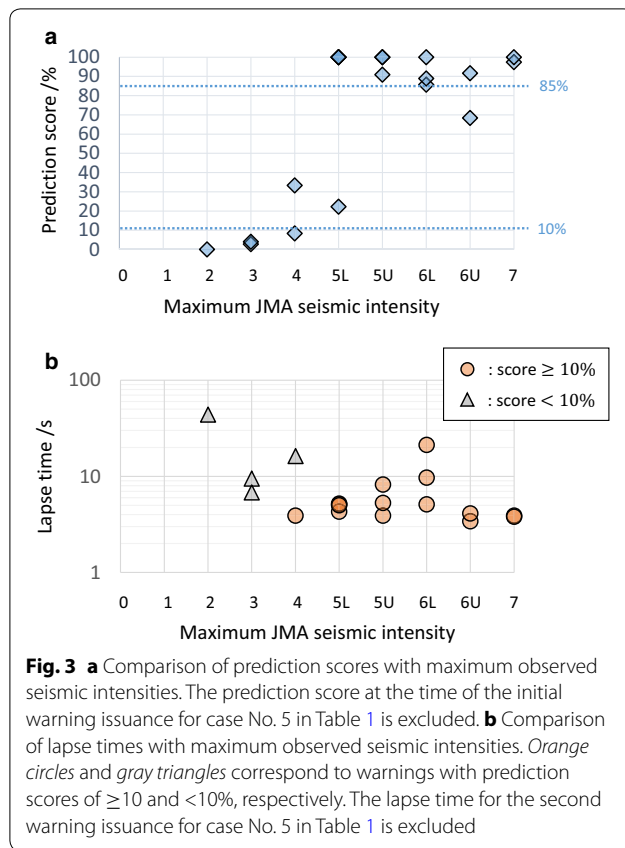 a
Prediction score /%
100
90
80
70
60
50
40
30
20
10
0
85%
10%
0 1 2 3 4 5L 5U 6L 6U 7
Maximum JMA seismic intensity
b
: score ≥ 10%
: score < 10%
Lapse time /s
100
10
1
0 1 2 3 4 5L 5U 6L 6U 7
Maximum JMA seismic intensity
Fig. 3 a Comparison of prediction scores with maximum observed
seismic intensities. The prediction score at the time of the initial
warning issuance for case No. 5 in Table 1 is excluded. b Comparison
of lapse times with maximum observed seismic intensities. Orange
circles and gray triangles correspond to warnings with prediction
scores of ≥10 and <10%, respectively. The lapse time for the second
warning issuance for case No. 5 in Table 1 is excluded